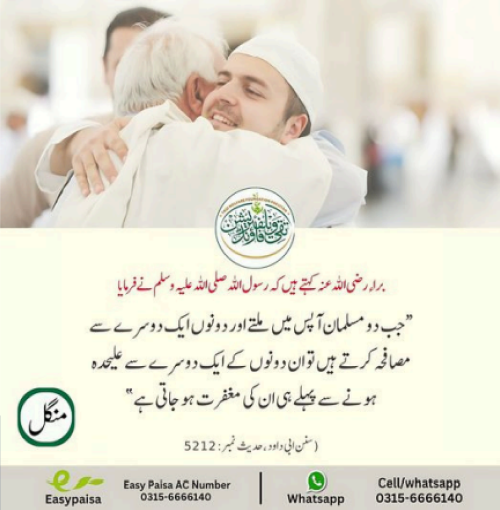 تقویٰ ویلفیئر فاؤنڈیشن
براء رضی اللہ عنہ کہتے ہیں کہ رسول اللہ صلی اللہ علیہ وسلم نے فرمایا
”جب دو مسلمان آپس میں ملتے اور دونوں ایک دوسرے سے
مصافحہ کرتے ہیں تو ان دونوں کے ایک دوسرے سے علیحدہ
ہونے سے پہلے ہی ان کی مغفرت ہو جاتی ہے“
منگل
(سنن ابی داود، حدیث نمبر: 5212)
Easypaisa
Easy Paisa AC Number
0315-6666140
Whatsapp
Cell/whatsapp
0315-6666140